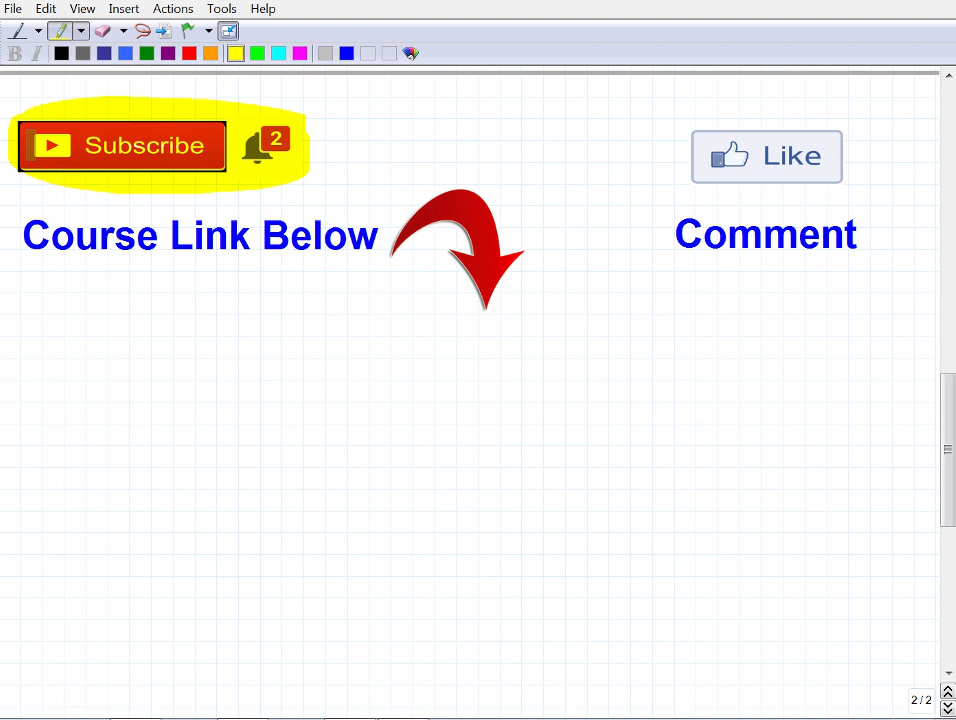 File Edit View Insert Actions Tools Help
B I
Subscribe 2
Like
Course Link Below
Comment
2 / 2